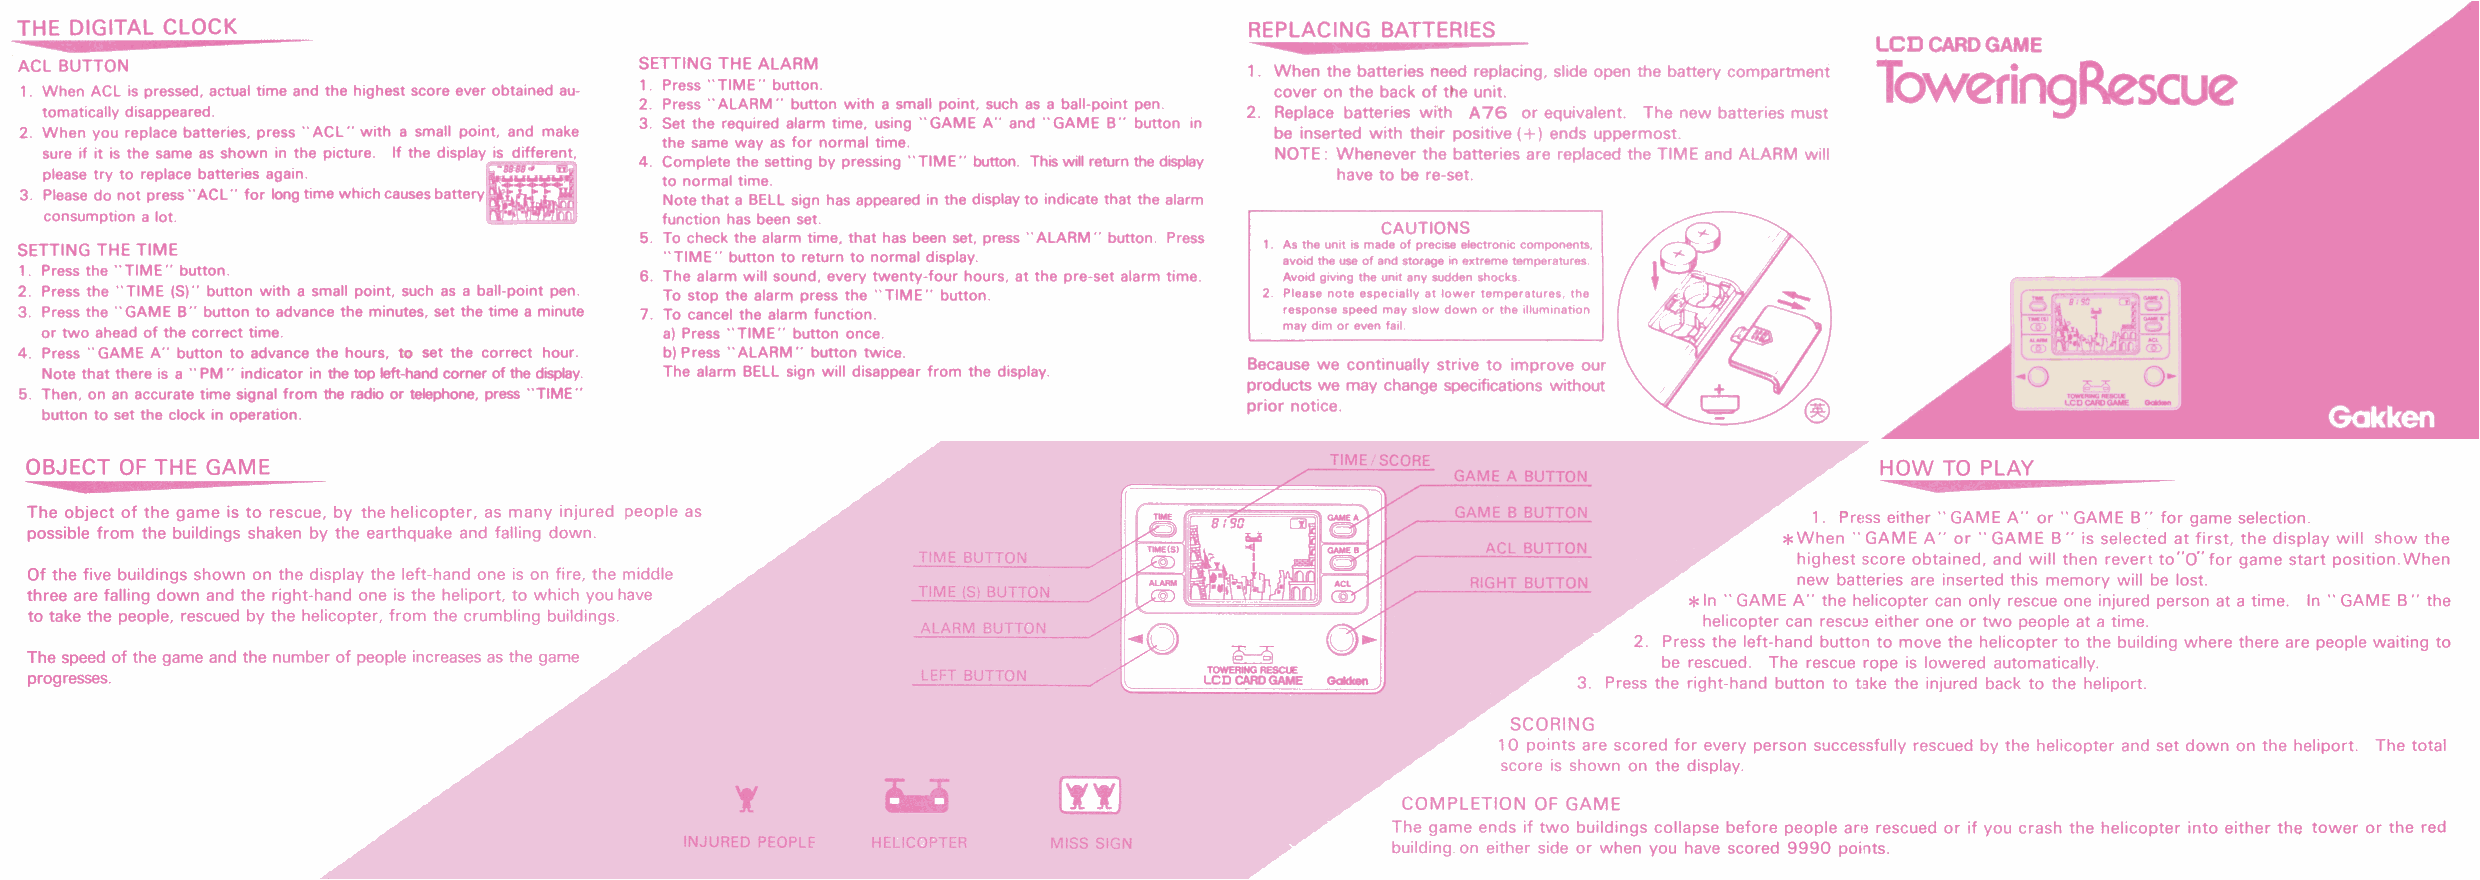 THE DIGITAL CLOCK
ACL BUTTON
1. When ACL is pressed, actual time and the highest score ever obtained au-
tomatically disappeared.
2. When you replace batteries, press "ACL" with a small point, and make
sure if it is the same as shown in the picture. If the display is different,
please try to replace batteries again.
3. Please do not press "ACL" for long time which causes battery
consumption a lot.
SETTING THE TIME
1. Press the "TIME" button.
2. Press the "TIME (S)" button with a small point, such as a ball-point pen.
3. Press the "GAME B" button to advance the minutes, set the time a minute
or two ahead of the correct time.
4. Press "GAME A" button to advance the hours, to set the correct hour.
Note that there is a "PM" indicator in the top left-hand corner of the display.
5. Then, on an accurate time signal from the radio or telephone, press "TIME"
button to set the clock in operation.
SETTING THE ALARM
1. Press "TIME" button.
2. Press "ALARM" button with a small point, such as a ball-point pen.
3. Set the required alarm time, using "GAME A" and "GAME B" button in
the same way as for normal time.
4. Complete the setting by pressing "TIME" button. This will return the display
to normal time.
Note that a BELL sign has appeared in the display to indicate that the alarm
function has been set.
5. To check the alarm time, that has been set, press "ALARM" button. Press
"TIME" button to return to normal display.
6. The alarm will sound, every twenty-four hours, at the pre-set alarm time.
To stop the alarm press the "TIME" button.
7. To cancel the alarm function.
a) Press "TIME" button once.
b) Press "ALARM" button twice.
The alarm BELL sign will disappear from the display.
REPLACING BATTERIES
1. When the batteries need replacing, slide open the battery compartment
cover on the back of the unit.
2. Replace batteries with A76 or equivalent. The new batteries must
be inserted with their positive (+) ends uppermost.
NOTE: Whenever the batteries are replaced the TIME and ALARM will
have to be re-set.
CAUTIONS
1. As the unit is made of precise electronic components,
avoid the use of and storage in extreme temperatures.
Avoid giving the unit any sudden shocks.
2. Please note especially at lower temperatures, the
response speed may slow down or the illumination
may dim or even fail.
Because we continually strive to improve our
products we may change specifications without
prior notice.
+
−
英
LCD CARD GAME
ToweringRescue
TIME
TIME(S)
ALARM
GAME A
GAME B
ACL
8190
TOWERING RESCUE
LCD CARD GAME Gakken
Gakken
OBJECT OF THE GAME
The object of the game is to rescue, by the helicopter, as many injured people as
possible from the buildings shaken by the earthquake and falling down.
Of the five buildings shown on the display the left-hand one is on fire, the middle
three are falling down and the right-hand one is the heliport, to which you have
to take the people, rescued by the helicopter, from the crumbling buildings.
The speed of the game and the number of people increases as the game
progresses.
TIME/SCORE
GAME A BUTTON
GAME B BUTTON
ACL BUTTON
RIGHT BUTTON
TIME BUTTON
TIME (S) BUTTON
ALARM BUTTON
LEFT BUTTON
TIME
TIME(S)
ALARM
8190
GAME A
GAME B
ACL
TOWERING RESCUE
LCD CARD GAME Gakken
INJURED PEOPLE
HELICOPTER
MISS SIGN
HOW TO PLAY
1. Press either "GAME A" or "GAME B" for game selection.
*When "GAME A" or "GAME B" is selected at first, the display will show the
highest score obtained, and will then revert to "0" for game start position. When
new batteries are inserted this memory will be lost.
*In "GAME A" the helicopter can only rescue one injured person at a time. In "GAME B" the
helicopter can rescue either one or two people at a time.
2. Press the left-hand button to move the helicopter to the building where there are people waiting to
be rescued. The rescue rope is lowered automatically.
3. Press the right-hand button to take the injured back to the heliport.
SCORING
10 points are scored for every person successfully rescued by the helicopter and set down on the heliport. The total
score is shown on the display.
COMPLETION OF GAME
The game ends if two buildings collapse before people are rescued or if you crash the helicopter into either the tower or the red
building on either side or when you have scored 9990 points.